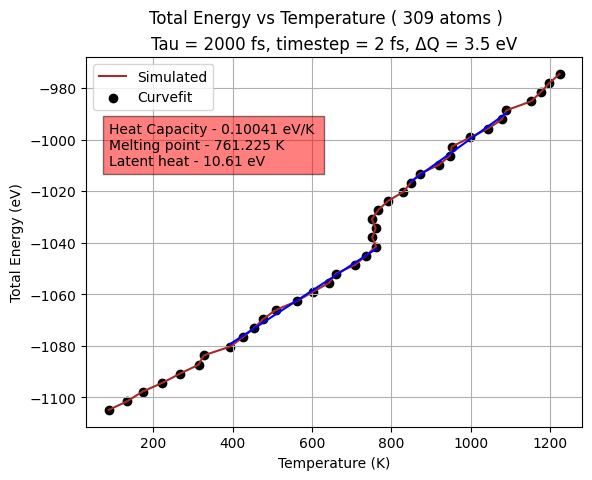 Total Energy vs Temperature ( 309 atoms )
Tau = 2000 fs, timestep = 2 fs, ΔQ = 3.5 eV
Simulated
Curvefit
Heat Capacity - 0.10041 eV/K
Melting point - 761.225 K
Latent heat - 10.61 eV
Total Energy (eV)
−980
−1000
−1020
−1040
−1060
−1080
−1100
200 400 600 800 1000 1200
Temperature (K)